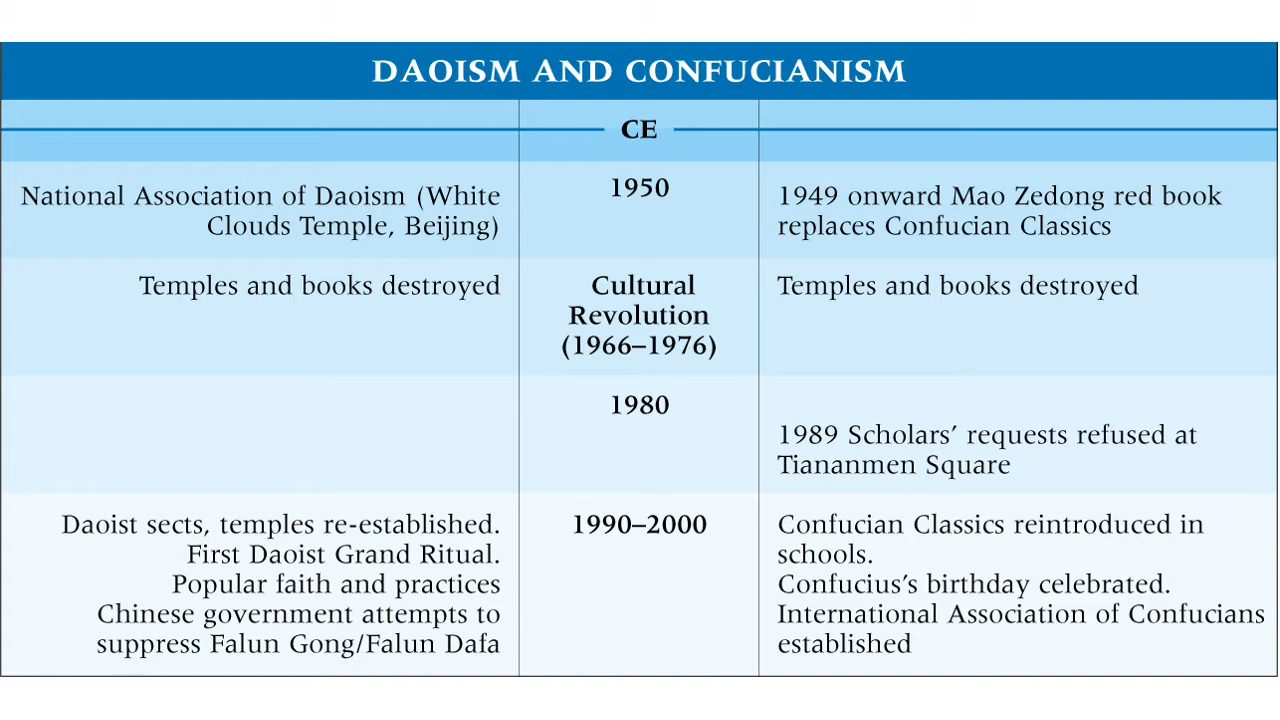 DAOISM AND CONFUCIANISM
CE
National Association of Daoism (White
Clouds Temple, Beijing)
1950
1949 onward Mao Zedong red book
replaces Confucian Classics
Temples and books destroyed
Cultural
Revolution
(1966–1976)
Temples and books destroyed
1980
1989 Scholars’ requests refused at
Tiananmen Square
Daoist sects, temples re-established.
First Daoist Grand Ritual.
Popular faith and practices
Chinese government attempts to
suppress Falun Gong/Falun Dafa
1990–2000
Confucian Classics reintroduced in
schools.
Confucius’s birthday celebrated.
International Association of Confucians
established